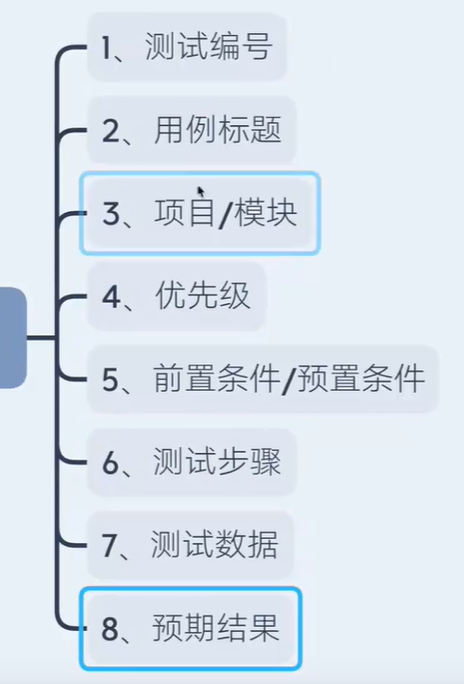 1、测试编号
2、用例标题
3、项目/模块
4、优先级
5、前置条件/预置条件
6、测试步骤
7、测试数据
8、预期结果